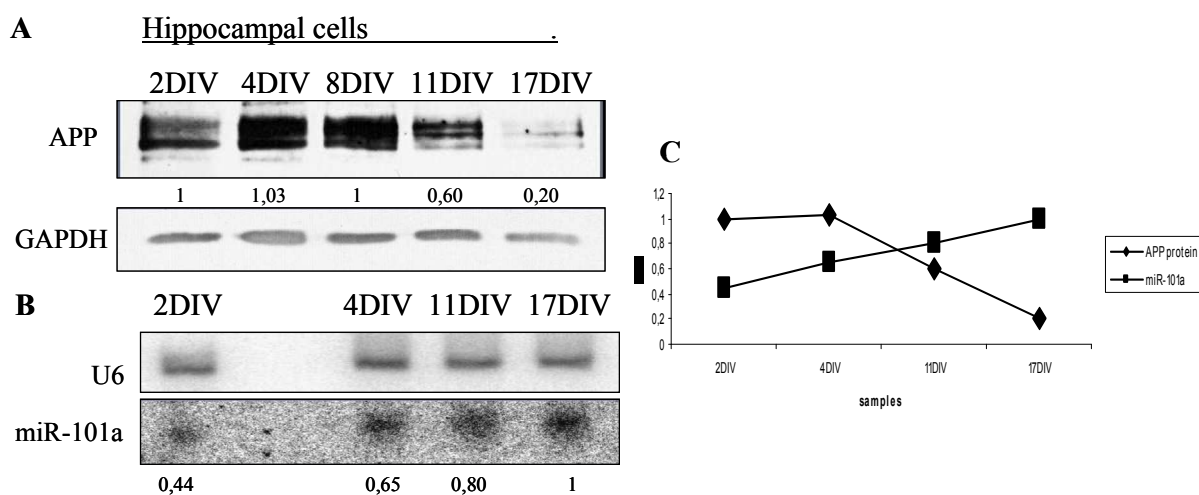 A Hippocampal cells .
2DIV 4DIV 8DIV 11DIV 17DIV
APP
1 1,03 1 0,60 0,20
GAPDH
B 2DIV 4DIV 11DIV 17DIV
U6
miR-101a
0,44 0,65 0,80 1
C
1,2
1
0,8
0,6
0,4
0,2
0
2DIV 4DIV 11DIV 17DIV
samples
APP protein
miR-101a